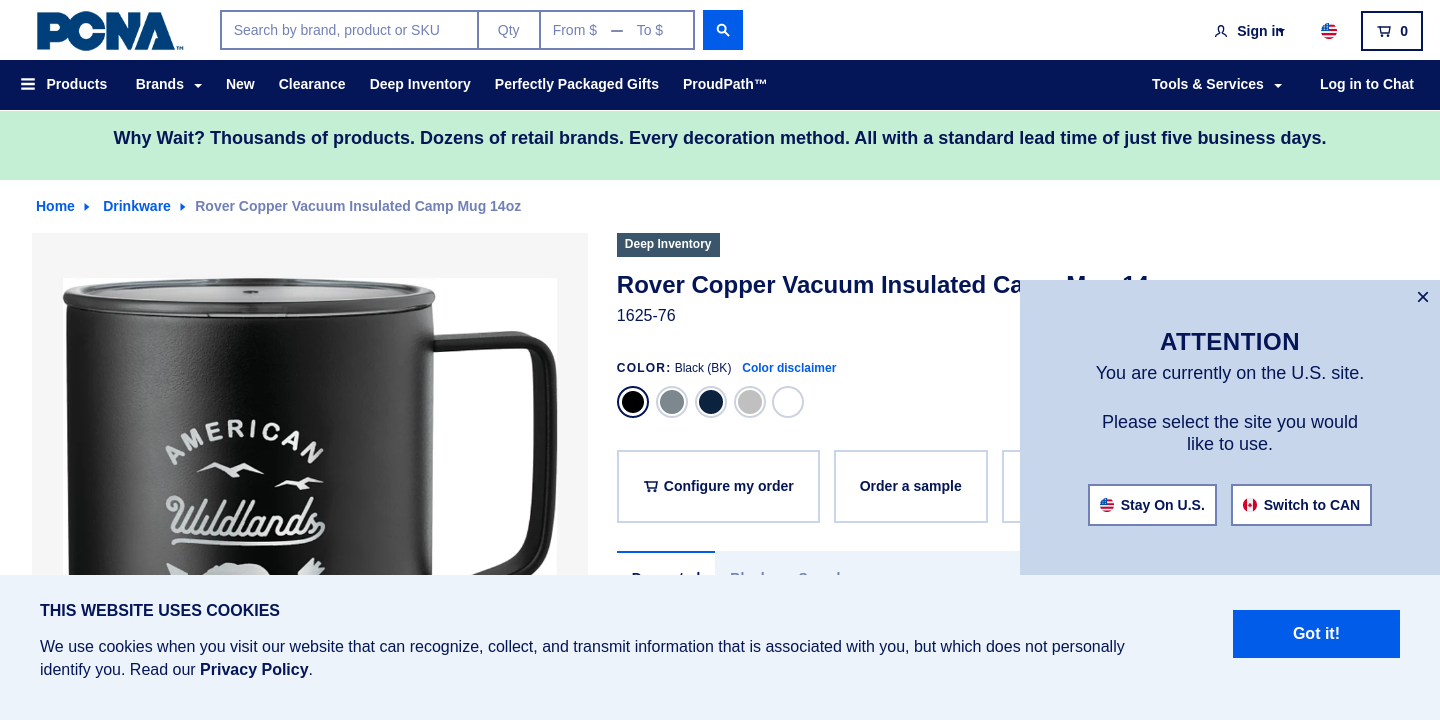 PCNA™
Search by brand, product or SKU
Qty
From $ — To $
Sign in
0
Products
Brands
New
Clearance
Deep Inventory
Perfectly Packaged Gifts
ProudPath™
Tools & Services
Log in to Chat
Why Wait? Thousands of products. Dozens of retail brands. Every decoration method. All with a standard lead time of just five business days.
Home
Drinkware
Rover Copper Vacuum Insulated Camp Mug 14oz
Deep Inventory
Rover Copper Vacuum Insulated
1625-76
COLOR: Black (BK) Color disclaimer
AMERICAN
Wildlands
Configure my order
Order a sample
×
ATTENTION
You are currently on the U.S. site.
Please select the site you would
like to use.
Stay On U.S.
Switch to CAN
THIS WEBSITE USES COOKIES
We use cookies when you visit our website that can recognize, collect, and transmit information that is associated with you, but which does not personally
identify you. Read our Privacy Policy.
Got it!